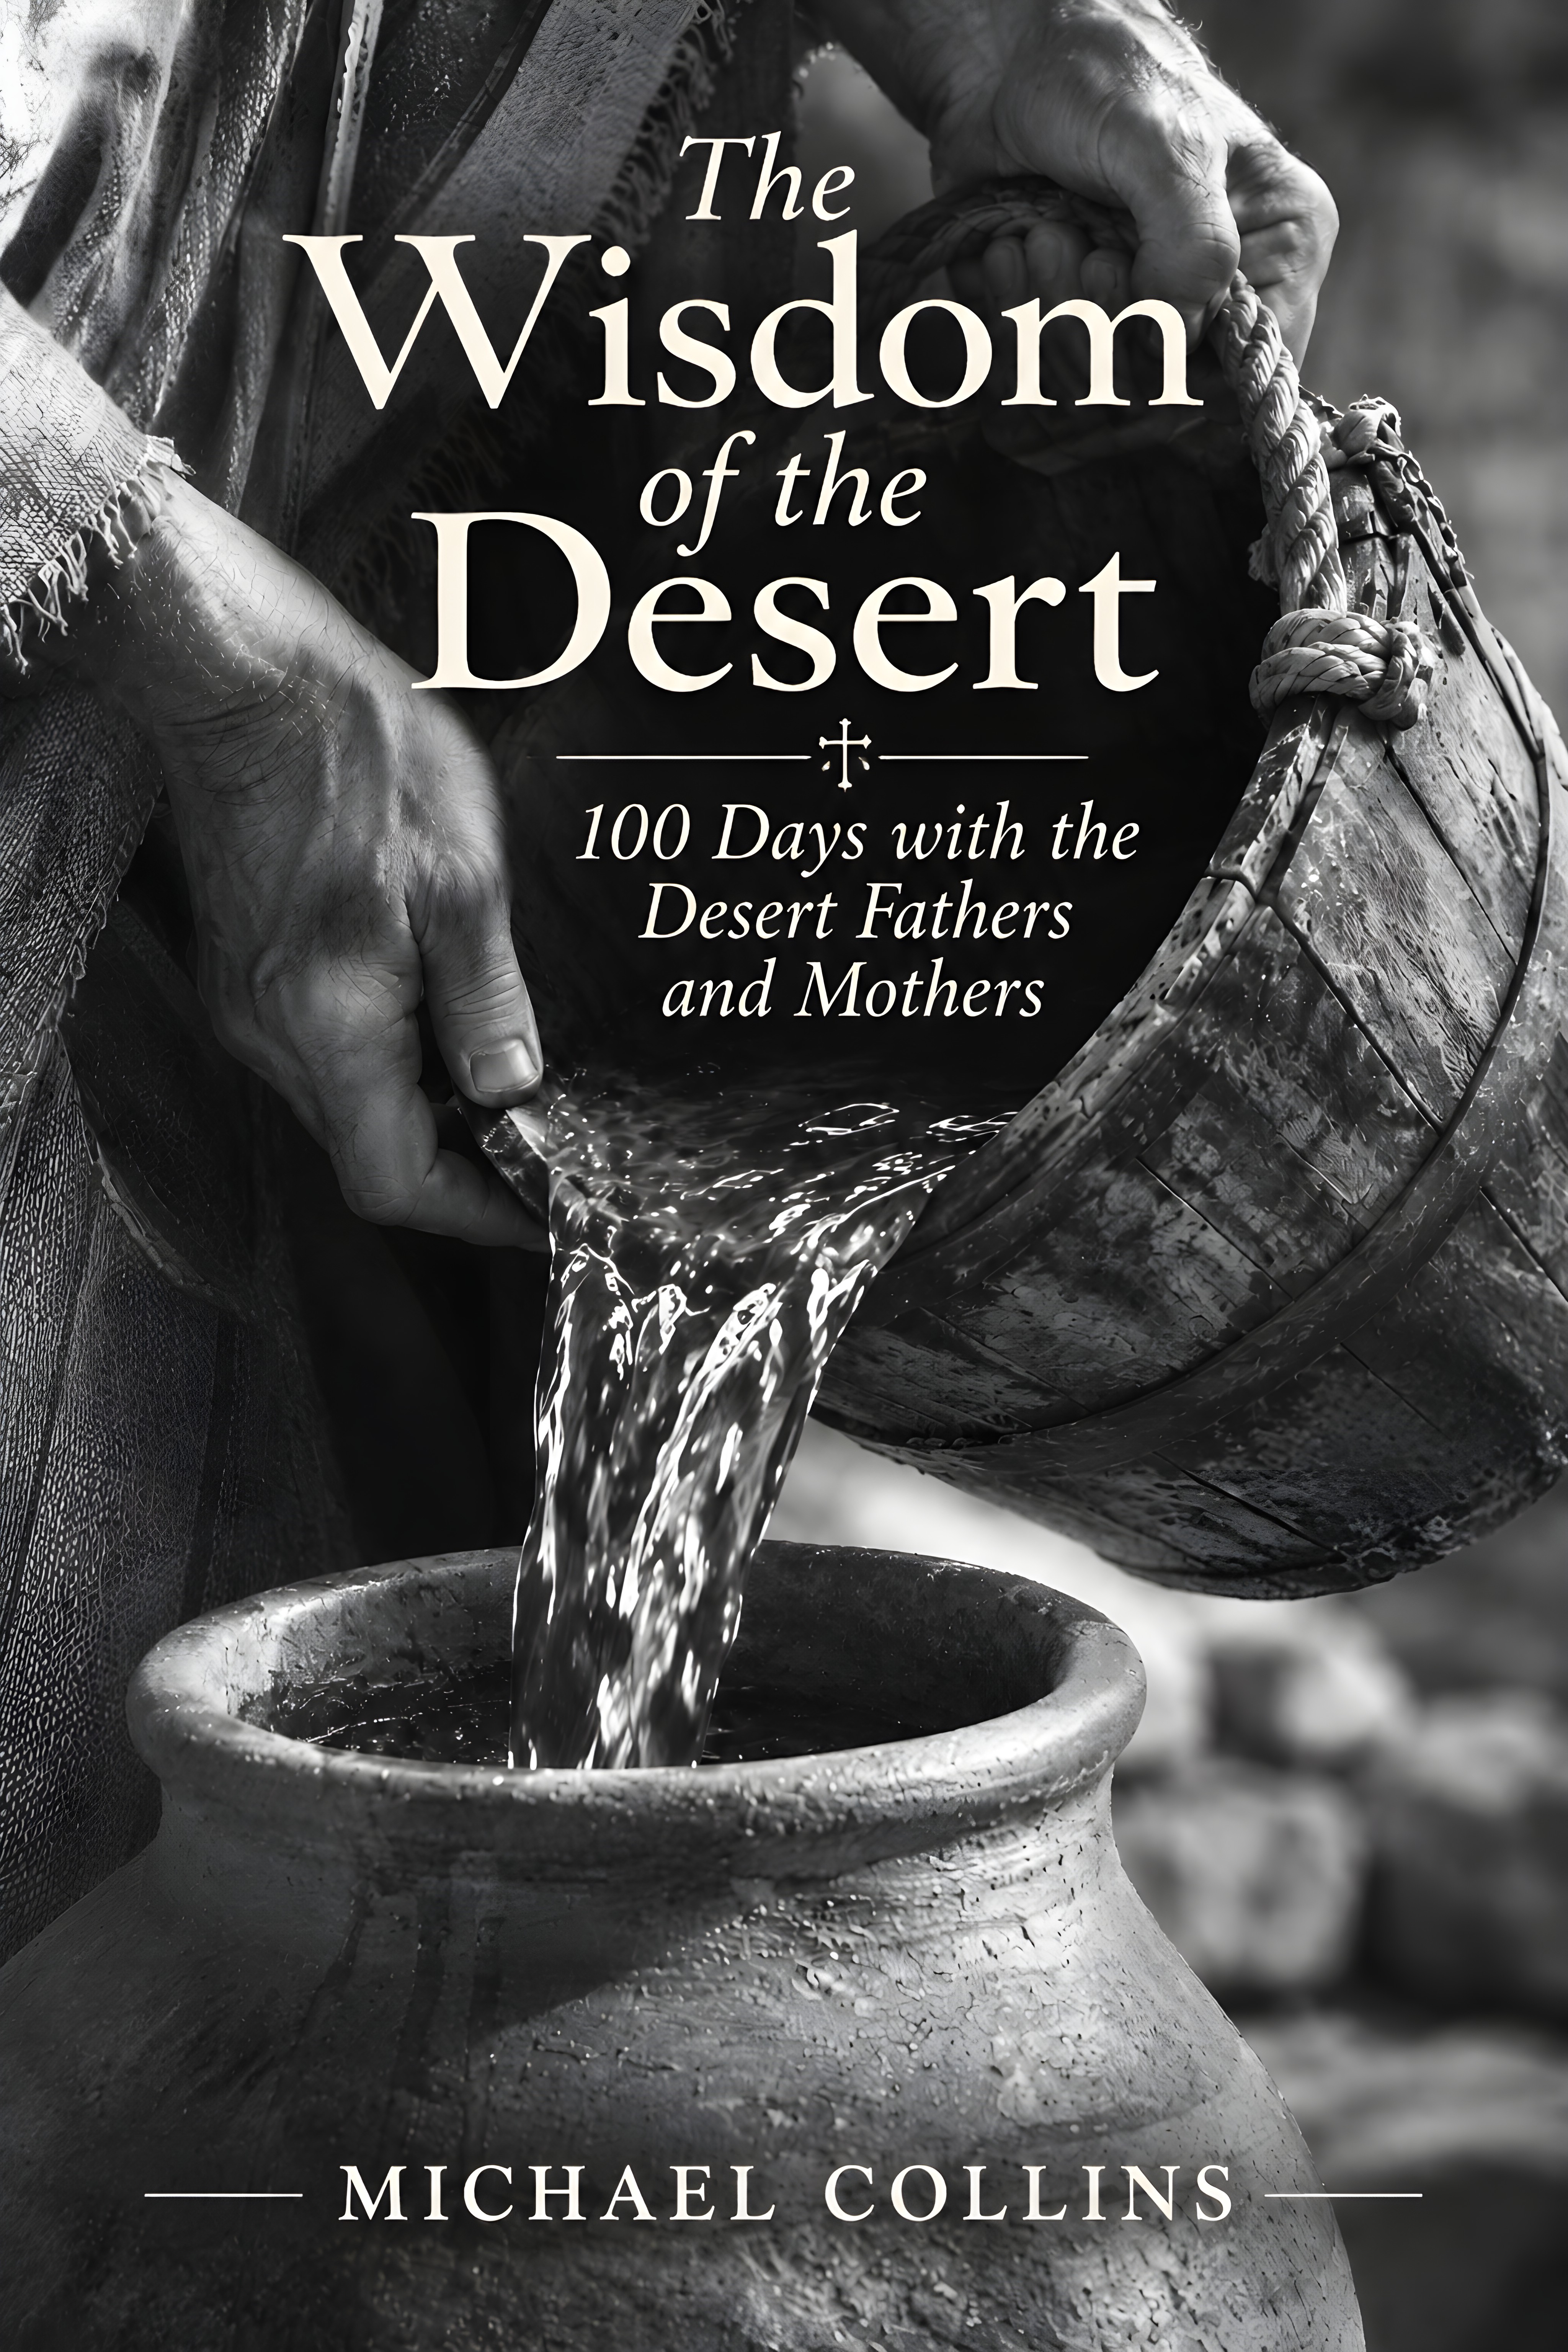 The
Wisdom
of the
Desert
100 Days with the
Desert Fathers
and Mothers
MICHAEL COLLINS